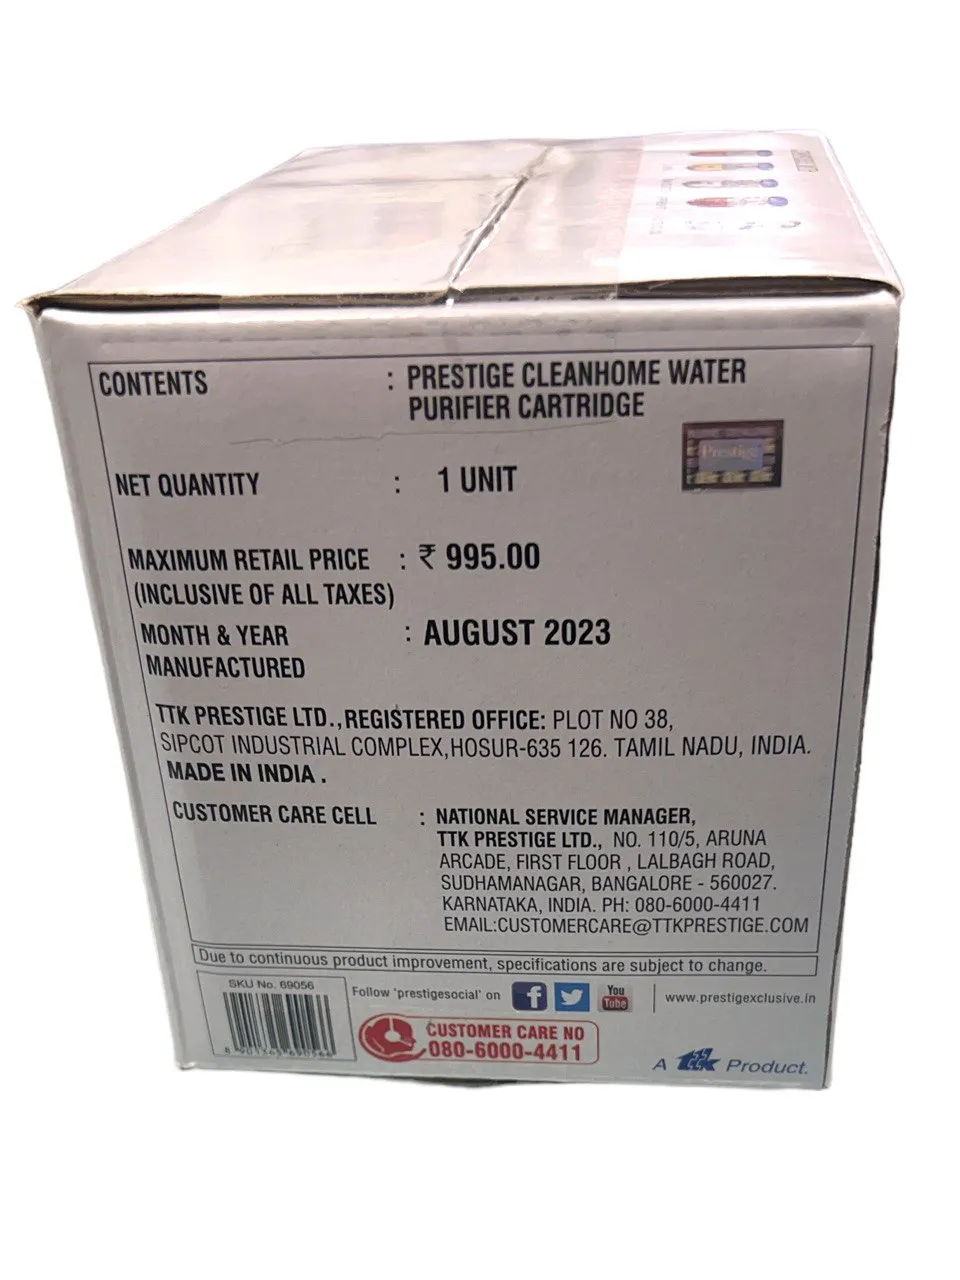 CONTENTS : PRESTIGE CLEANHOME WATER
PURIFIER CARTRIDGE
Prestige
NET QUANTITY : 1 UNIT
MAXIMUM RETAIL PRICE : ₹ 995.00
(INCLUSIVE OF ALL TAXES)
MONTH & YEAR : AUGUST 2023
MANUFACTURED
TTK PRESTIGE LTD.,REGISTERED OFFICE: PLOT NO 38,
SIPCOT INDUSTRIAL COMPLEX,HOSUR-635 126. TAMIL NADU, INDIA.
MADE IN INDIA .
CUSTOMER CARE CELL : NATIONAL SERVICE MANAGER,
TTK PRESTIGE LTD., NO. 110/5, ARUNA
ARCADE, FIRST FLOOR , LALBAGH ROAD,
SUDHAMANAGAR, BANGALORE - 560027.
KARNATAKA, INDIA. PH: 080-6000-4411
EMAIL:CUSTOMERCARE@TTKPRESTIGE.COM
Due to continuous product improvement, specifications are subject to change.
SKU No. 69056
Follow 'prestigesocial' on f You Tube www.prestigexclusive.in
CUSTOMER CARE NO
080-6000-4411
A Product.